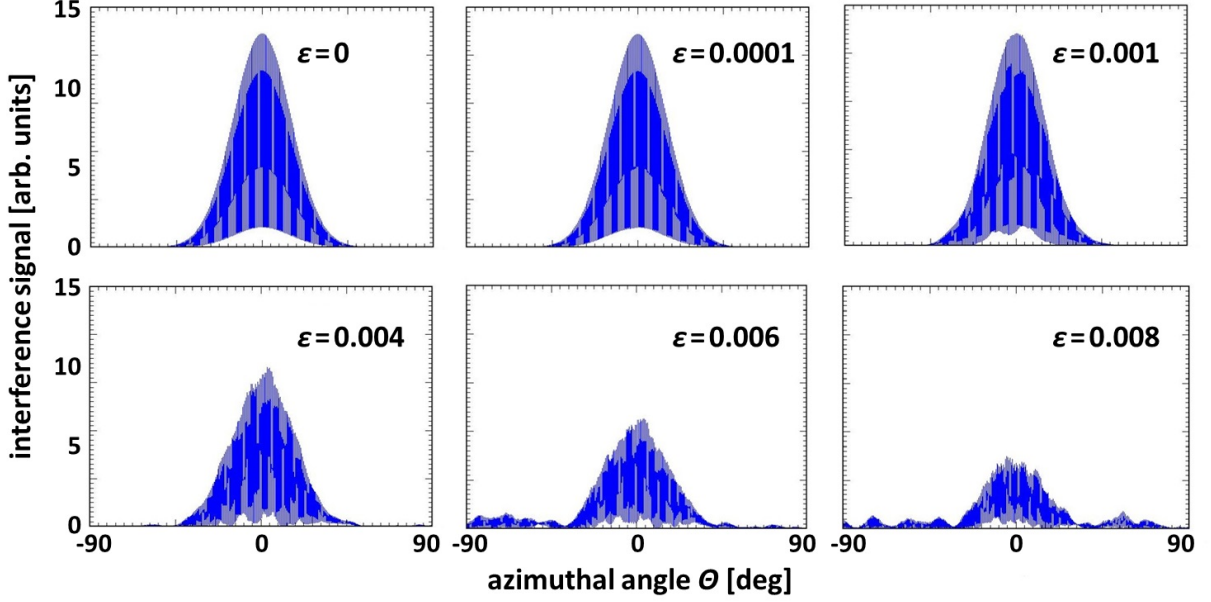 15
10
5
0
ε=0
ε=0.0001
ε=0.001
interference signal [arb. units]
15
10
5
0
ε=0.004
ε=0.006
ε=0.008
-90 0 90
-90 0 90
-90 0 90
azimuthal angle Θ [deg]